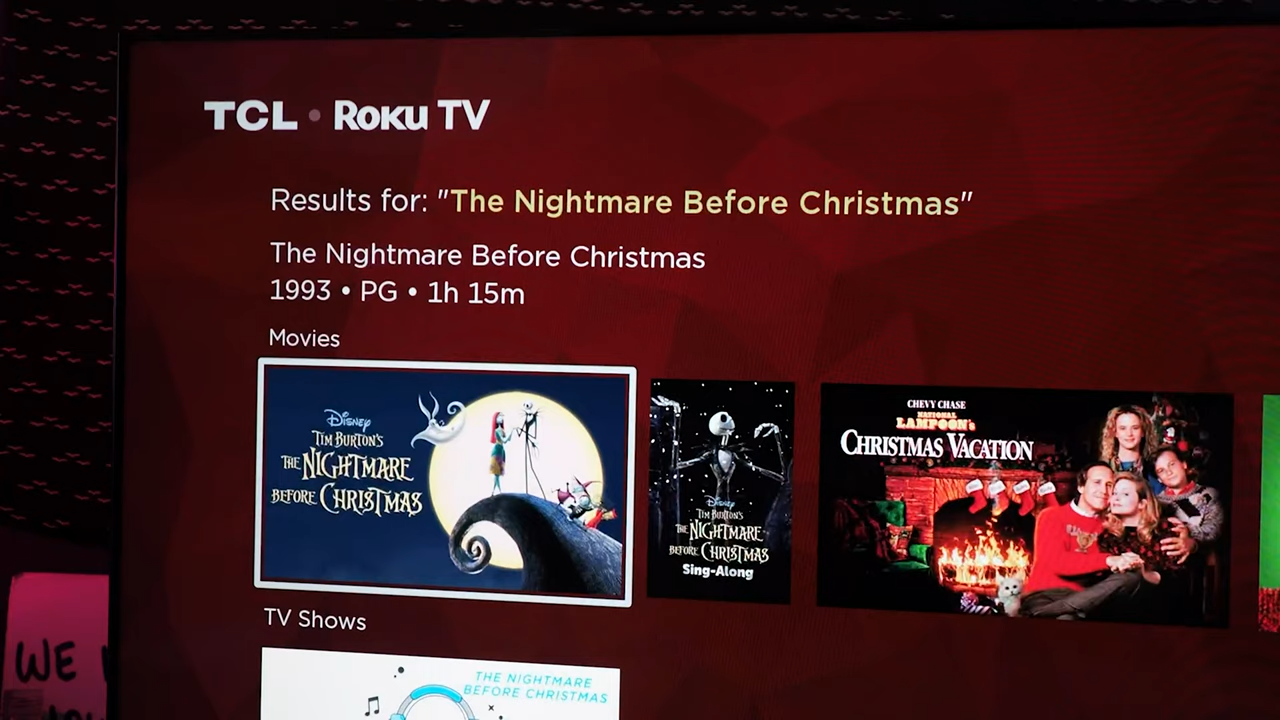 TCL • Roku TV
Results for: "The Nightmare Before Christmas"
The Nightmare Before Christmas
1993 • PG • 1h 15m
Movies
Disney
Tim Burton's
The Nightmare
Before Christmas
Disney
Tim Burton's
The Nightmare
Before Christmas
Sing-Along
CHEVY CHASE
NATIONAL
LAMPOON'S
CHRISTMAS VACATION
TV Shows
THE NIGHTMARE
BEFORE CHRISTMAS
WE